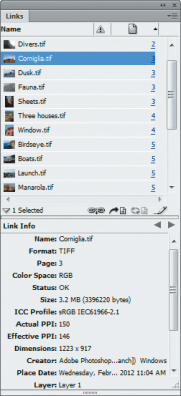 Links
Name
Divers.tif 2
Corniglia.tif 3
Dusk.tif 3
Fauna.tif 3
Sheets.tif 3
Three houses.tif 4
Window.tif 4
Birdseye.tif 5
Boats.tif 5
Launch.tif 5
Manarola.tif 5
1 Selected
Link Info
Name: Corniglia.tif
Format: TIFF
Page: 3
Color Space: RGB
Status: OK
Size: 3.2 MB (3396220 bytes)
ICC Profile: sRGB IEC61966-2.1
Actual PPI: 150
Effective PPI: 146
Dimensions: 1223 x 917
Creator: Adobe Photoshop...anch]) Windows
Place Date: Wednesday, Febr... 2012 11:04 AM
Layer: Layer 1